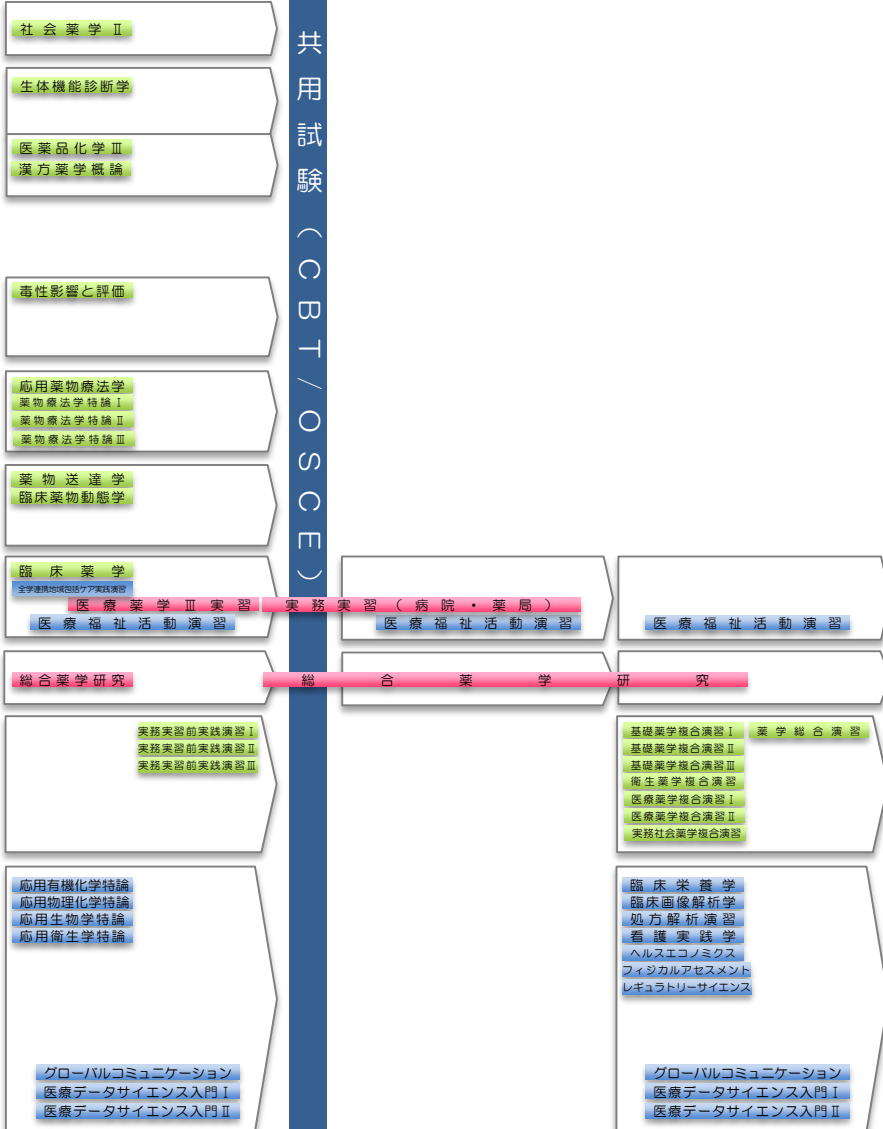 社会薬学Ⅱ
生体機能診断学
医薬品化学Ⅲ
漢方薬学概論
毒性影響と評価
応用薬物療法学
薬物療法学特論Ⅰ
薬物療法学特論Ⅱ
薬物療法学特論Ⅲ
薬物送達学
臨床薬物動態学
臨床薬学
全学連携地域包括ケア実践演習
医療薬学Ⅲ実習
医療福祉活動演習
総合薬学研究
実務実習前実践演習Ⅰ
実務実習前実践演習Ⅱ
実務実習前実践演習Ⅲ
応用有機化学特論
応用物理化学特論
応用生物学特論
応用衛生学特論
グローバルコミュニケーション
医療データサイエンス入門Ⅰ
医療データサイエンス入門Ⅱ
共用試験（CBT/OSCE）
実務実習（病院・薬局）
医療福祉活動演習
医療福祉活動演習
総合薬学研究
基礎薬学複合演習Ⅰ
基礎薬学複合演習Ⅱ
基礎薬学複合演習Ⅲ
衛生薬学複合演習
医療薬学複合演習Ⅰ
医療薬学複合演習Ⅱ
実務社会薬学複合演習
薬学総合演習
臨床栄養学
臨床画像解析学
処方解析演習
看護実践学
ヘルスエコノミクス
フィジカルアセスメント
レギュラトリーサイエンス
グローバルコミュニケーション
医療データサイエンス入門Ⅰ
医療データサイエンス入門Ⅱ